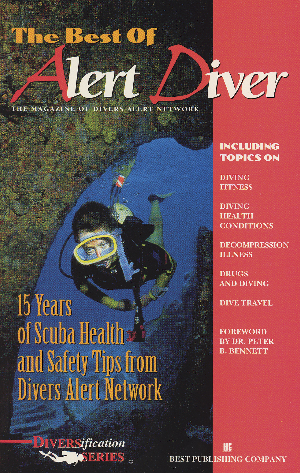 The Best Of
Alert Diver
THE MAGAZINE OF DIVERS ALERT NETWORK
INCLUDING
TOPICS ON
DIVING
FITNESS
DIVING
HEALTH
CONDITIONS
DECOMPRESSION
ILLNESS
DRUGS
AND DIVING
DIVE TRAVEL
FOREWORD
BY DR. PETER
B. BENNETT
15 Years
of Scuba Health
and Safety Tips from
Divers Alert Network
DIVERSification
SERIES
BEST PUBLISHING COMPANY